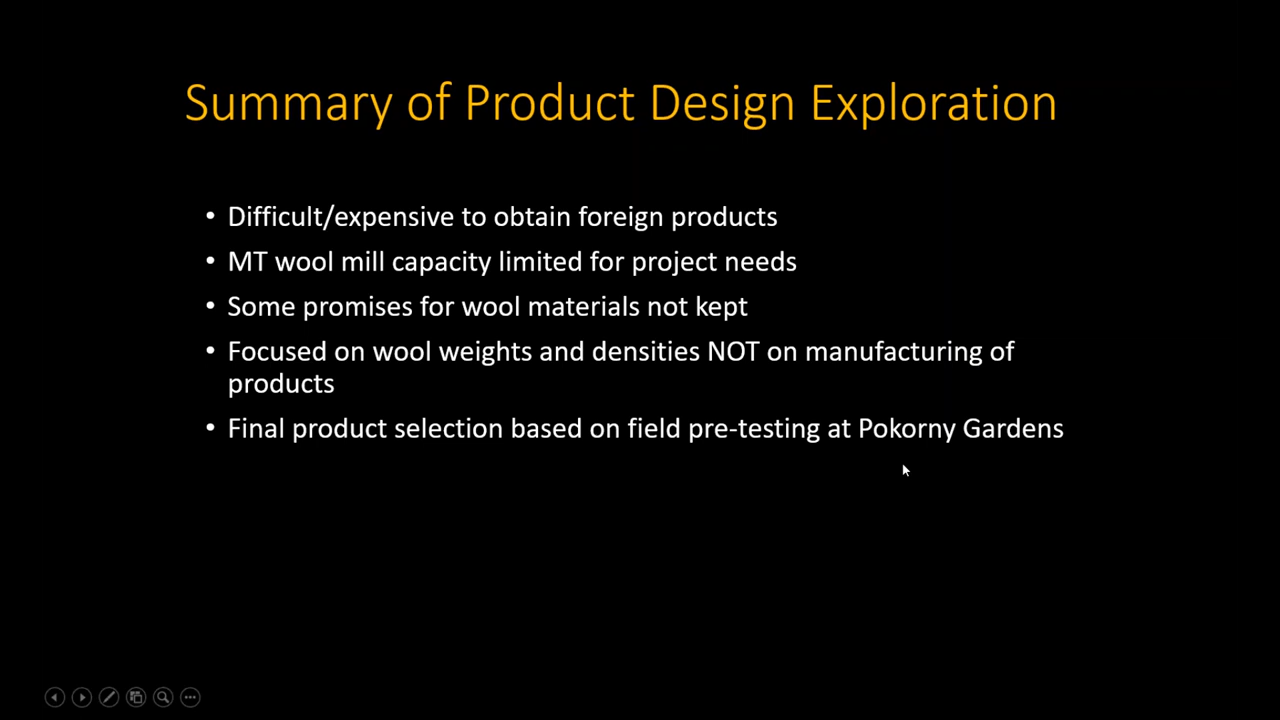 Summary of Product Design Exploration
• Difficult/expensive to obtain foreign products
• MT wool mill capacity limited for project needs
• Some promises for wool materials not kept
• Focused on wool weights and densities NOT on manufacturing of
products
• Final product selection based on field pre-testing at Pokorny Gardens